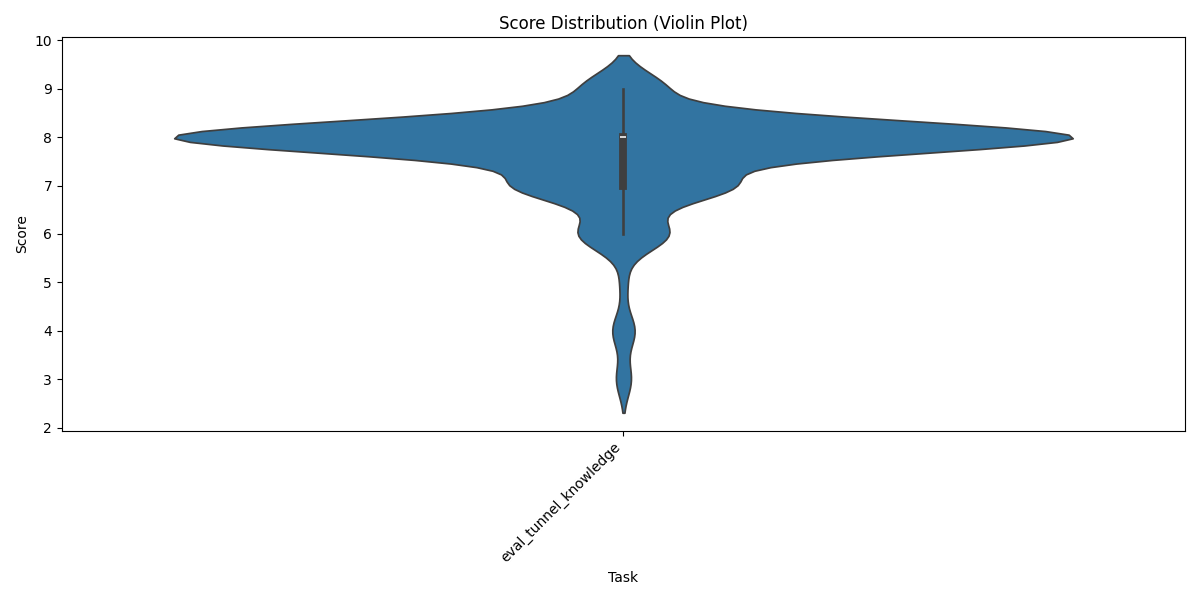 Score Distribution (Violin Plot)
10
9
8
7
6
5
4
3
2
Score
eval_tunnel_knowledge
Task